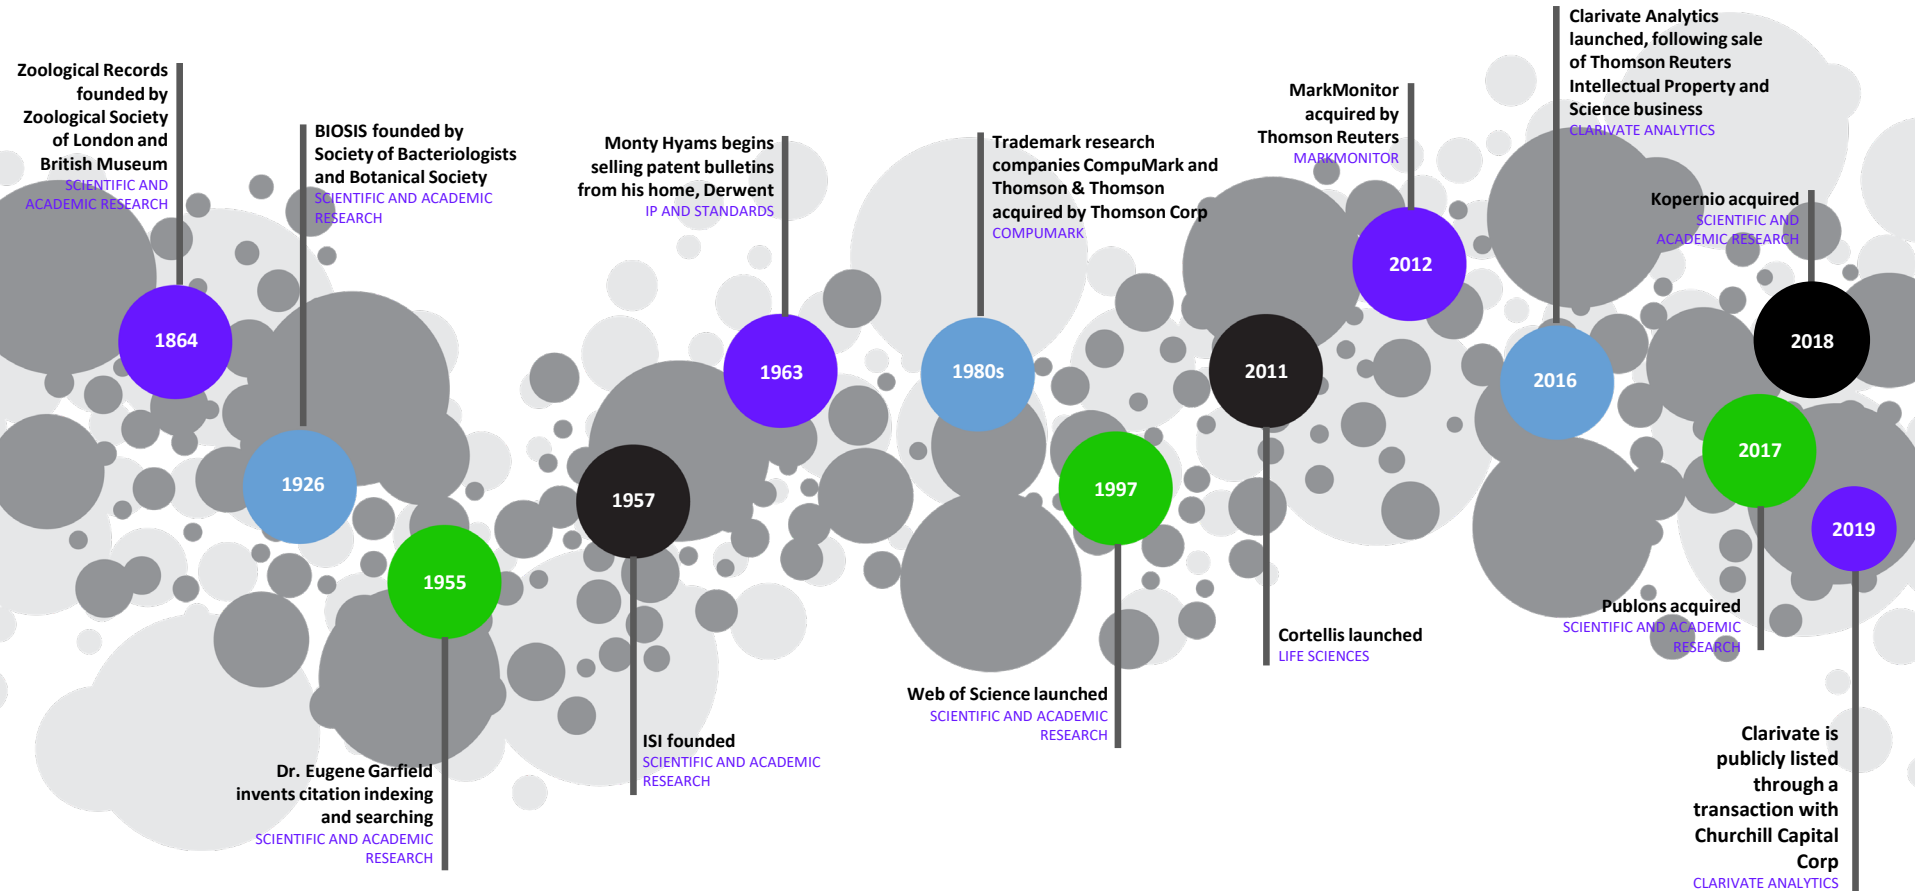 Zoological Records
founded by
Zoological Society
of London and
British Museum
SCIENTIFIC AND
ACADEMIC RESEARCH
1864
BIOSIS founded by
Society of Bacteriologists
and Botanical Society
SCIENTIFIC AND ACADEMIC
RESEARCH
1926
1955
Dr. Eugene Garfield
invents citation indexing
and searching
SCIENTIFIC AND ACADEMIC
RESEARCH
1957
ISI founded
SCIENTIFIC AND ACADEMIC
RESEARCH
Monty Hyams begins
selling patent bulletins
from his home, Derwent
IP AND STANDARDS
1963
Trademark research
companies CompuMark and
Thomson & Thomson
acquired by Thomson Corp
COMPUMARK
1980s
1997
Web of Science launched
SCIENTIFIC AND ACADEMIC
RESEARCH
2011
Cortellis launched
LIFE SCIENCES
MarkMonitor
acquired by
Thomson Reuters
MARKMONITOR
2012
Clarivate Analytics
launched, following sale
of Thomson Reuters
Intellectual Property and
Science business
CLARIVATE ANALYTICS
2016
2017
Publons acquired
SCIENTIFIC AND ACADEMIC
RESEARCH
Kopernio acquired
SCIENTIFIC AND
ACADEMIC RESEARCH
2018
2019
Clarivate is
publicly listed
through a
transaction with
Churchill Capital
Corp
CLARIVATE ANALYTICS